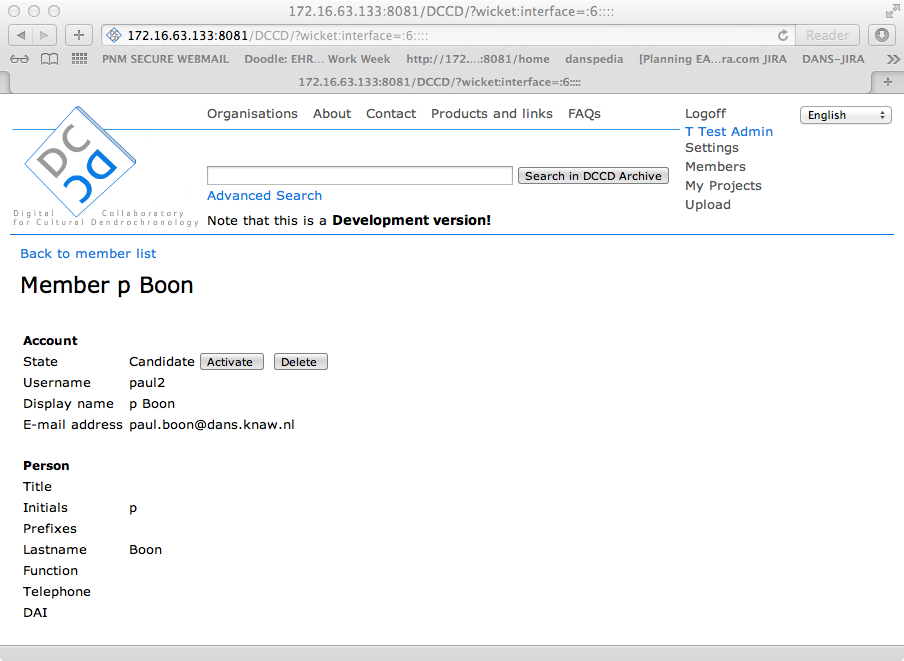 172.16.63.133:8081/DCCD/?wicket:interface=:6::::
172.16.63.133:8081/DCCD/?wicket:interface=:6:::: Reader
PNM SECURE WEBMAIL Doodle: EHR... Work Week http://172....:8081/home danspedia [Planning EA...ra.com JIRA DANS-JIRA
172.16.63.133:8081/DCCD/?wicket:interface=:6::::
Organisations About Contact Products and links FAQs
Logoff
English
T Test Admin
Settings
Members
My Projects
Upload
DC
CD
Digital Collaboratory
for Cultural Dendrochronology
Search in DCCD Archive
Advanced Search
Note that this is a Development version!
Back to member list
Member p Boon
Account
State Candidate Activate Delete
Username paul2
Display name p Boon
E-mail address paul.boon@dans.knaw.nl
Person
Title
Initials p
Prefixes
Lastname Boon
Function
Telephone
DAI